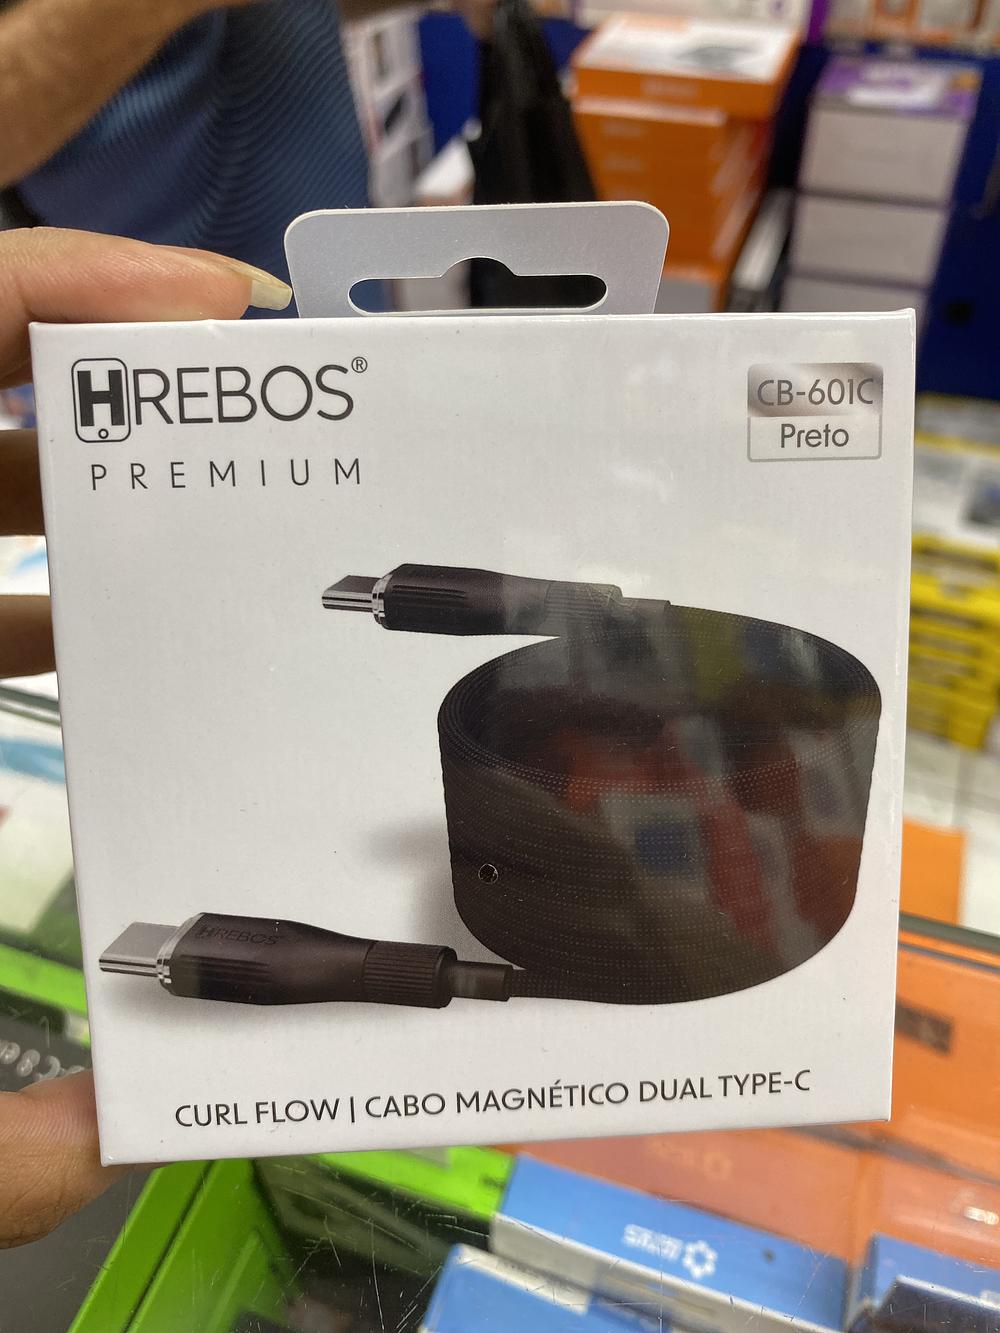 HREBOS®
PREMIUM
CB-601C
Preto
HREBOS
CURL FLOW | CABO MAGNÉTICO DUAL TYPE-C